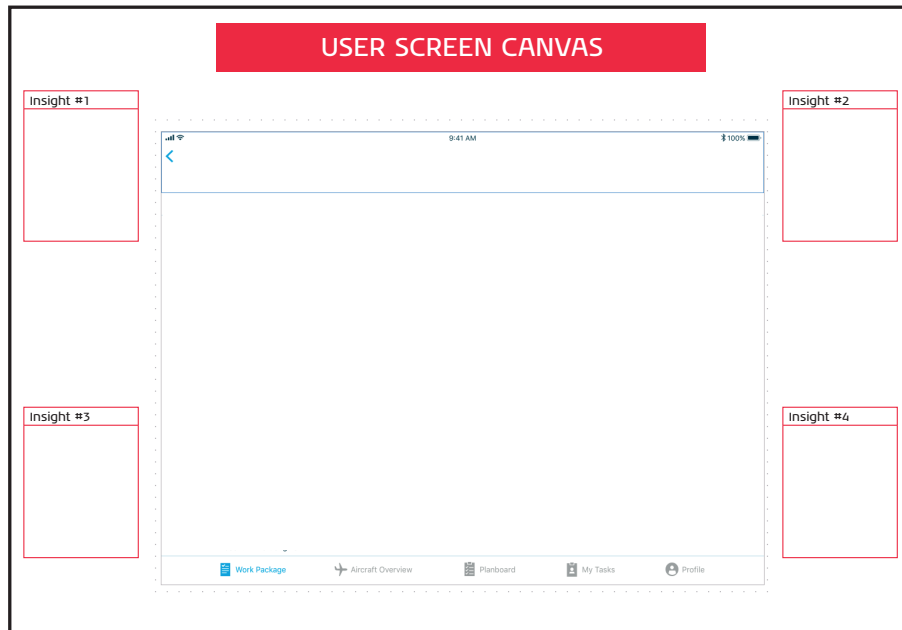 USER SCREEN CANVAS
Insight #1
Insight #2
9:41 AM
100%
Insight #3
Insight #4
Work Package
Aircraft Overview
Planboard
My Tasks
Profile